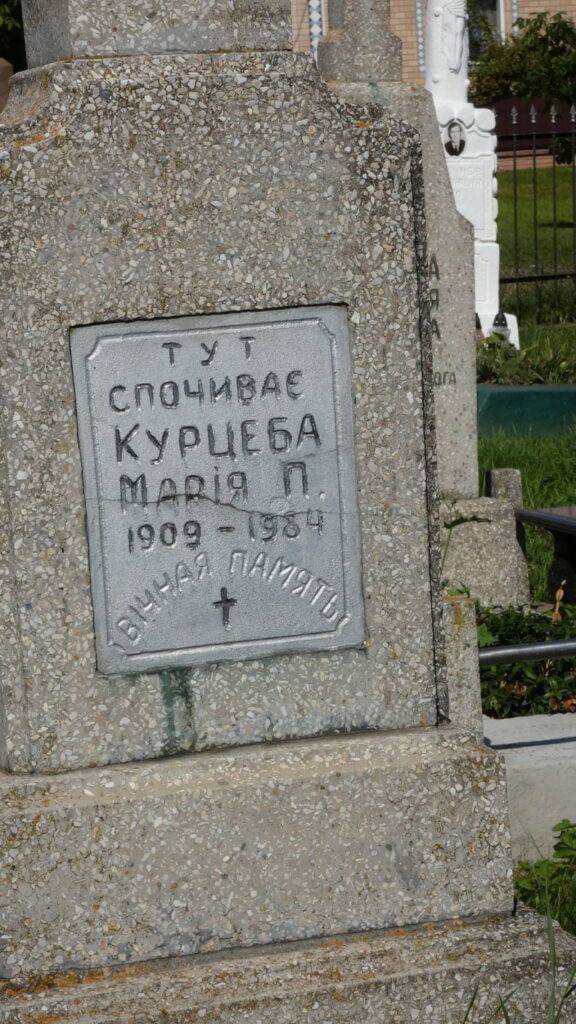 ТУТ
СПОЧИВАЄ
КУРЦЕБА
МАРІЯ П.
1909 - 1984
ВІЧНАЯ ПАМЯТЬ!